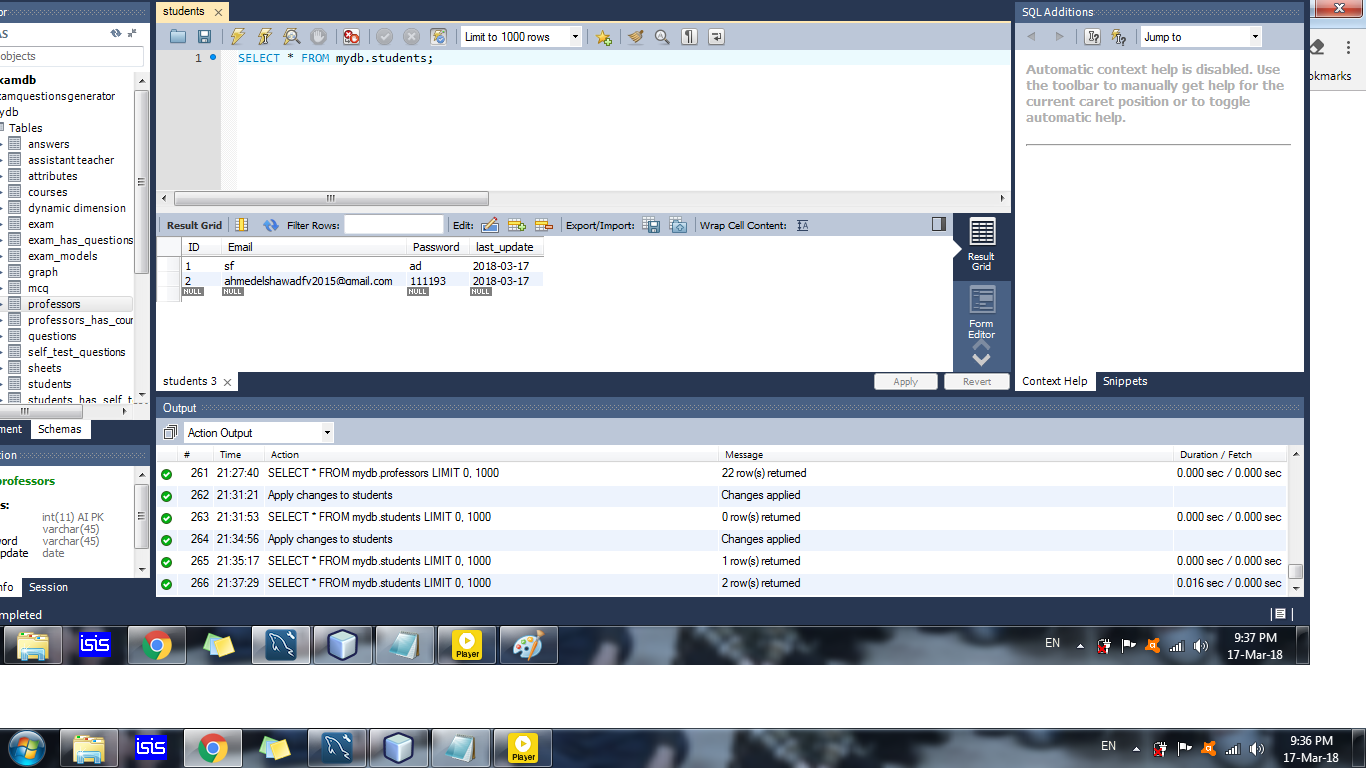 or
students
SQL Additions
AS
Limit to 1000 rows
Jump to
objects
1 SELECT * FROM mydb.students;
okmarks
Automatic context help is disabled. Use
the toolbar to manually get help for the
current caret position or to toggle
automatic help.
xamdb
xamquestionsgenerator
ydb
Tables
answers
assistant teacher
attributes
courses
dynamic dimension
exam
exam_has_questions
exam_models
graph
mcq
professors
professors_has_cour
questions
self_test_questions
sheets
students
students_has_self_t
Result Grid Filter Rows: Edit: Export/Import: Wrap Cell Content:
ID Email Password last_update
1 sf ad 2018-03-17
2 ahmedelshawadfy2015@gmail.com 111193 2018-03-17
NULL NULL NULL NULL
Result
Grid
Form
Editor
students 3
Apply Revert
Context Help Snippets
ment Schemas
Output
Action Output
tion
professors
s:
int(11) AI PK
varchar(45)
ord varchar(45)
update date
nfo Session
# Time Action Message Duration / Fetch
261 21:27:40 SELECT * FROM mydb.professors LIMIT 0, 1000 22 row(s) returned 0.000 sec / 0.000 sec
262 21:31:21 Apply changes to students Changes applied
263 21:31:53 SELECT * FROM mydb.students LIMIT 0, 1000 0 row(s) returned 0.000 sec / 0.000 sec
264 21:34:56 Apply changes to students Changes applied
265 21:35:17 SELECT * FROM mydb.students LIMIT 0, 1000 1 row(s) returned 0.000 sec / 0.000 sec
266 21:37:29 SELECT * FROM mydb.students LIMIT 0, 1000 2 row(s) returned 0.016 sec / 0.000 sec
mpleted
isis
Player
EN
9:37 PM
17-Mar-18
isis
Player
EN
9:36 PM
17-Mar-18